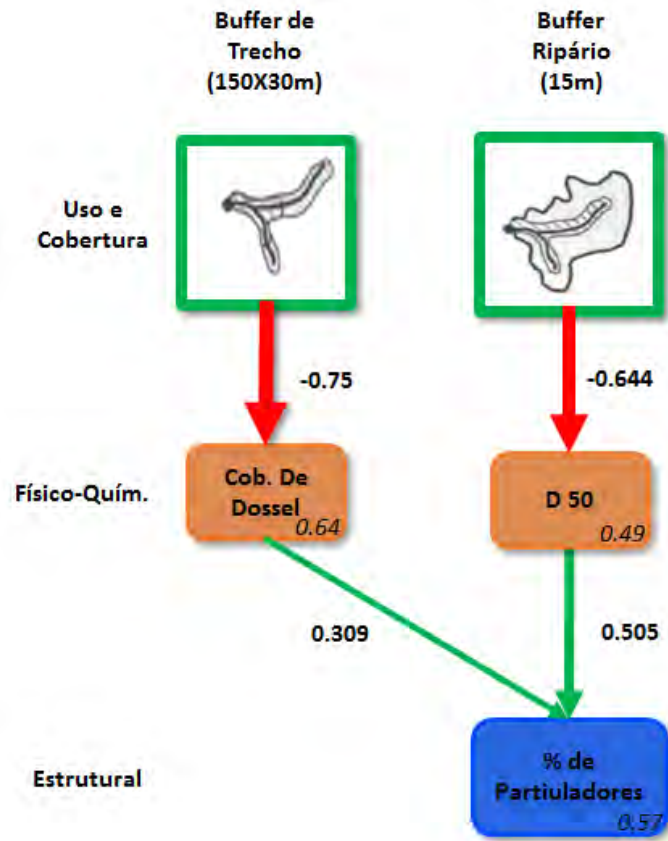 Buffer de
Trecho
(150X30m)
Buffer
Ripário
(15m)
Uso e
Cobertura
-0.75
-0.644
Físico-Quím.
Cob. De
Dossel
0.64
D 50
0.49
0.309
0.505
Estrutural
% de
Partiuladores
0.57